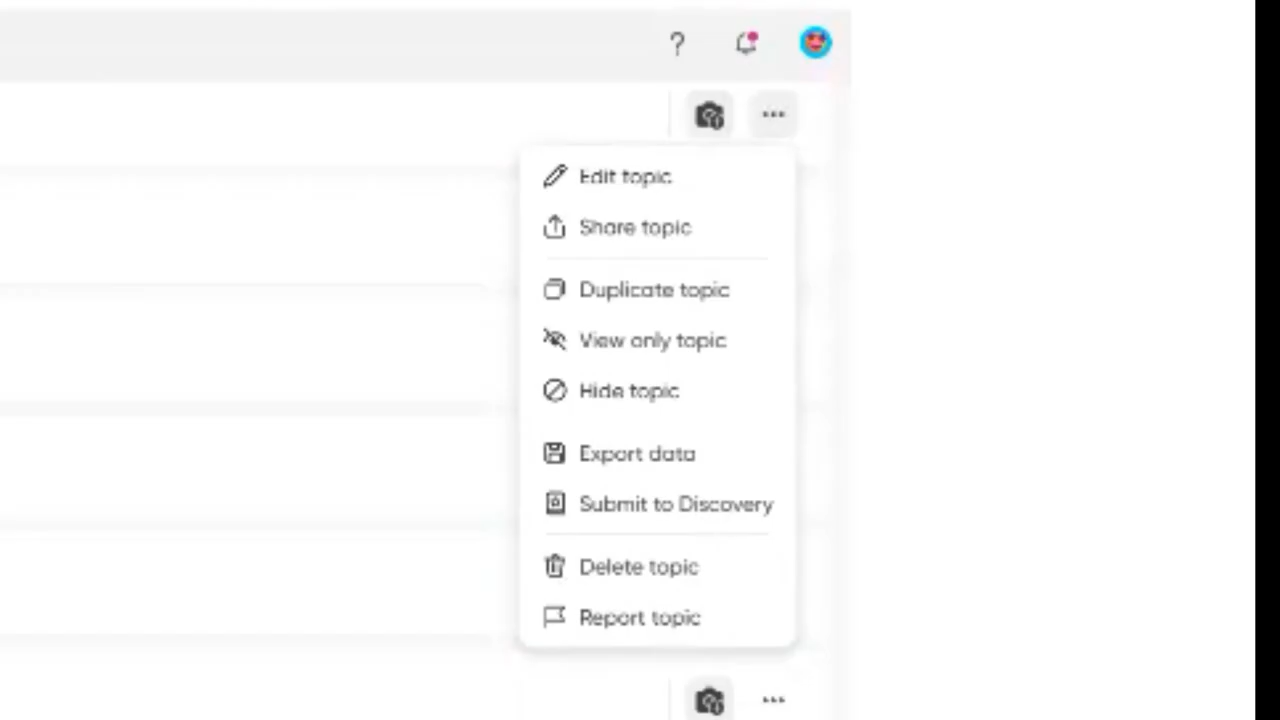 ?
Edit topic
Share topic
Duplicate topic
View only topic
Hide topic
Export data
Submit to Discovery
Delete topic
Report topic